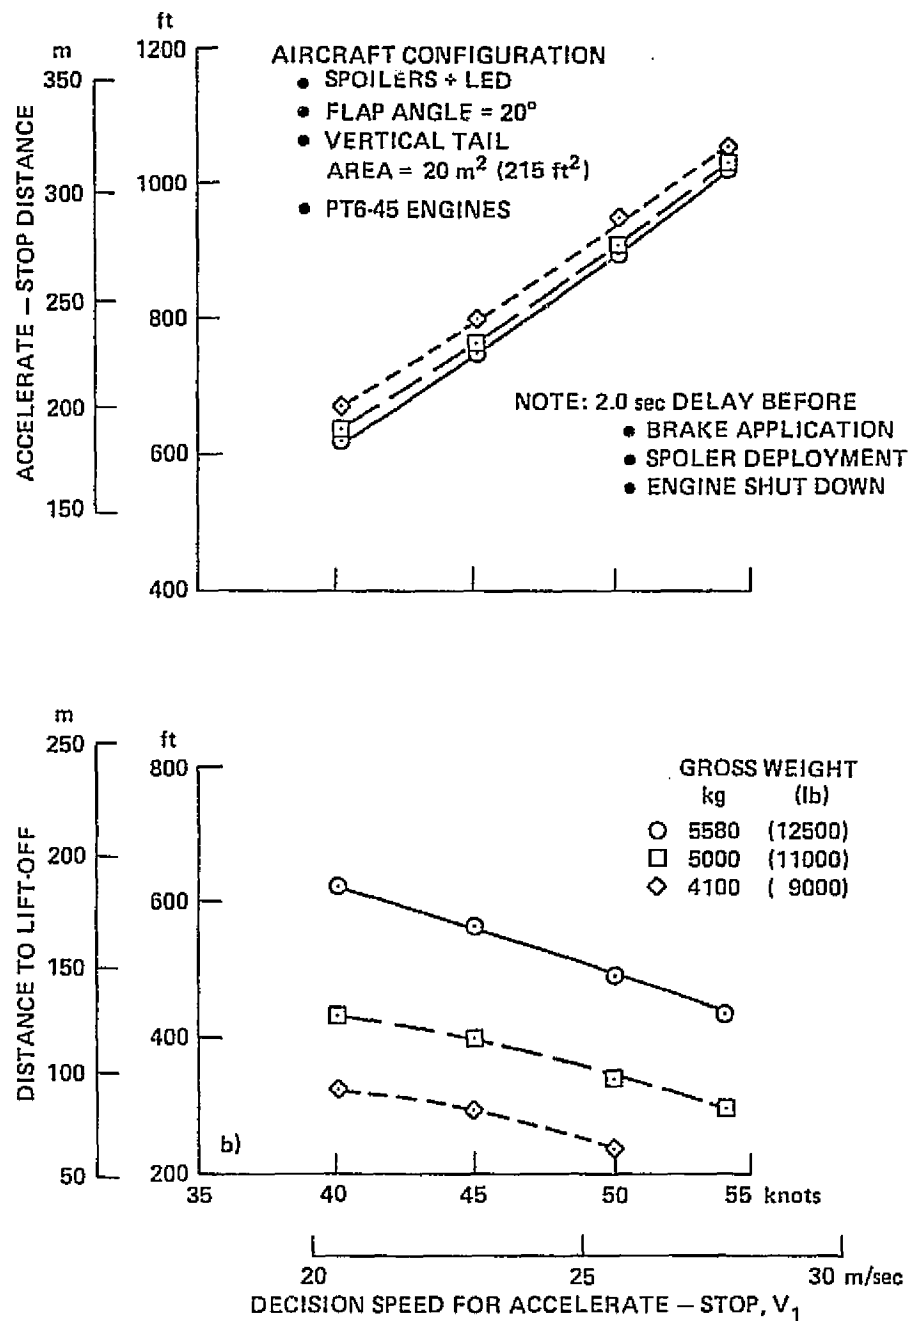 ft
m
1200
AIRCRAFT CONFIGURATION
350
• SPOILERS + LED
• FLAP ANGLE = 20°
• VERTICAL TAIL
AREA = 20 m² (215 ft²)
1000
300
• PT6-45 ENGINES
ACCELERATE – STOP DISTANCE
250
800
NOTE: 2.0 sec DELAY BEFORE
200
• BRAKE APPLICATION
600
• SPOLER DEPLOYMENT
• ENGINE SHUT DOWN
150
400
m
ft
250
800
GROSS WEIGHT
kg (lb)
5580 (12500)
200
5000 (11000)
4100 ( 9000)
600
DISTANCE TO LIFT-OFF
150
400
100
b)
50
200
35 40 45 50 55 knots
20 25 30 m/sec
DECISION SPEED FOR ACCELERATE – STOP, V₁